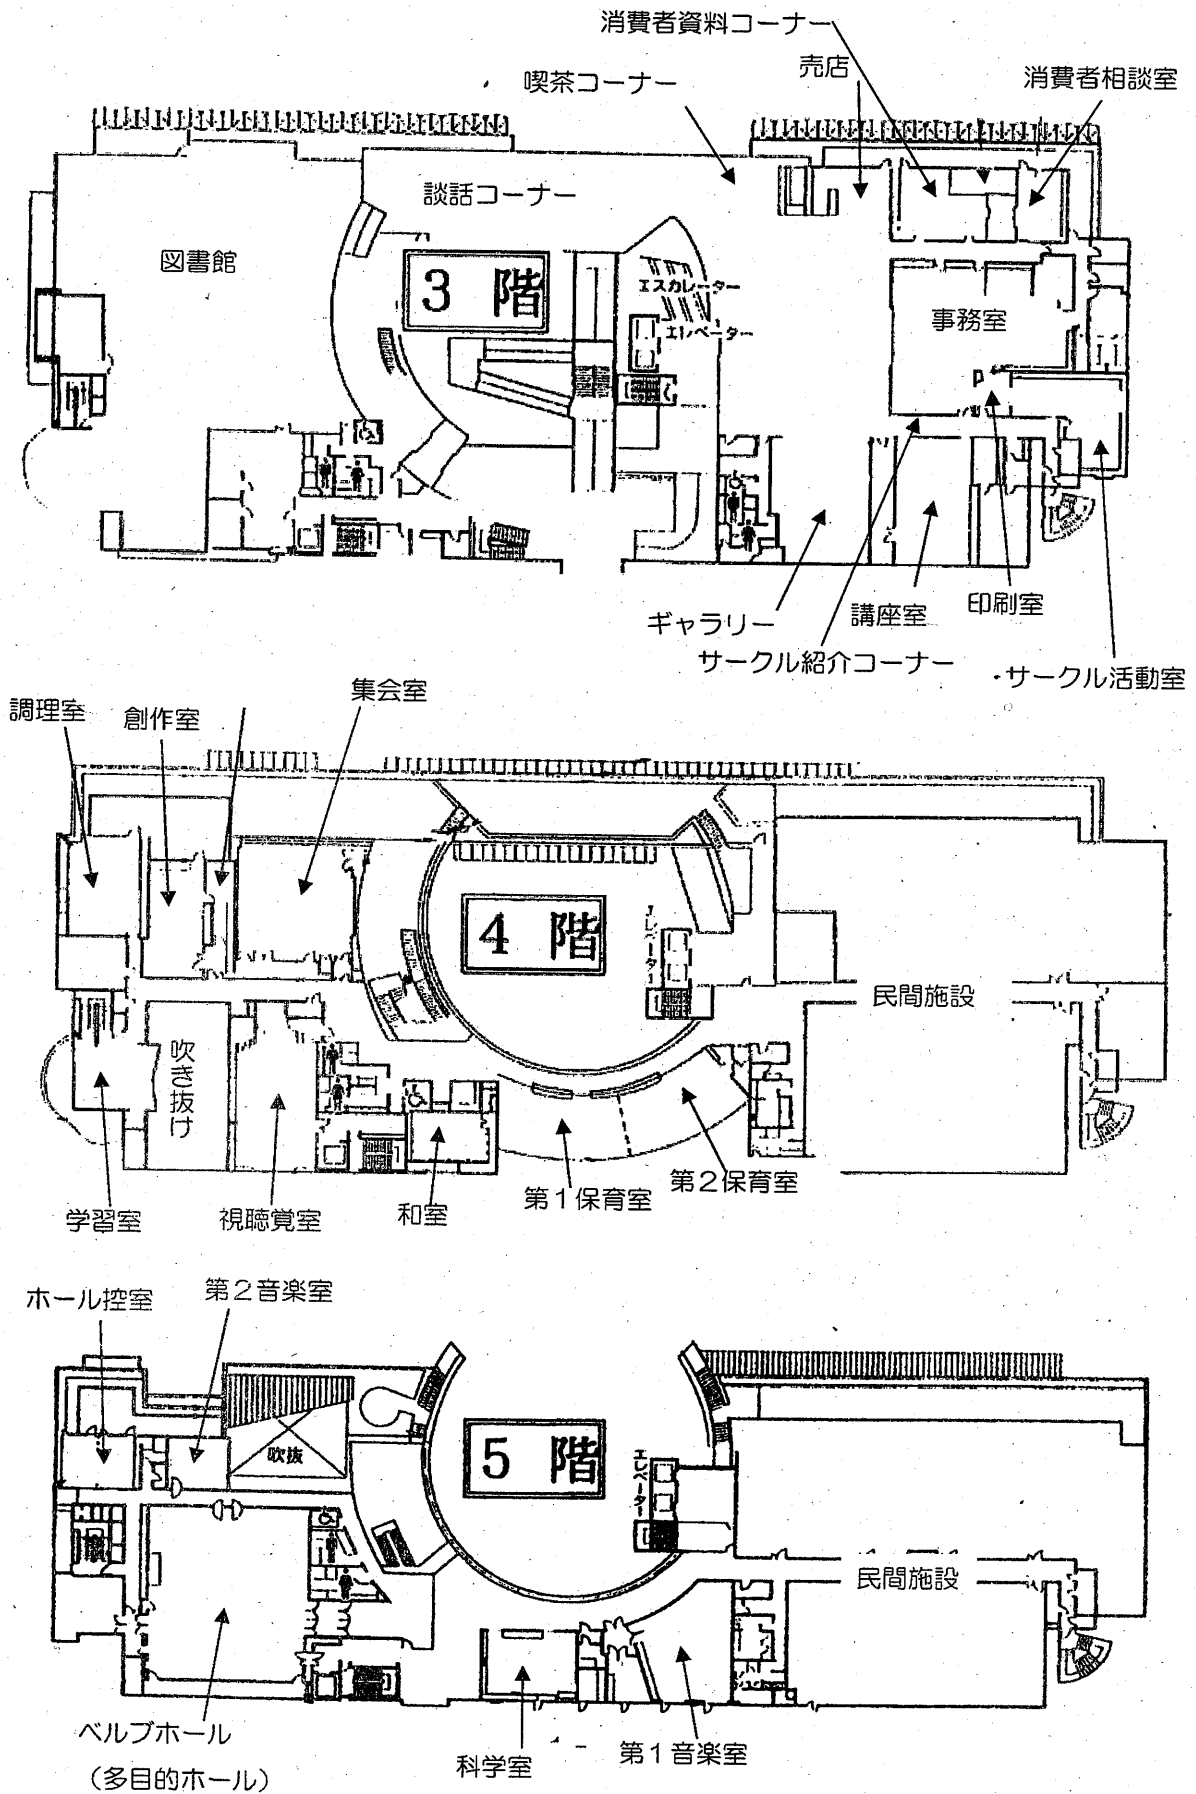 消費者資料コーナー
売店
喫茶コーナー
消費者相談室
談話コーナー
図書館
3 階
エスカレーター
エレベーター
事務室
ギャラリー
講座室
印刷室
サークル紹介コーナー
・サークル活動室
集会室
調理室
創作室
4 階
エレベーター
民間施設
吹き抜け
学習室
視聴覚室
和室
第1保育室
第2保育室
ホール控室
第2音楽室
吹抜
5 階
エレベーター
民間施設
ベルブホール
(多目的ホール)
科学室
第1音楽室